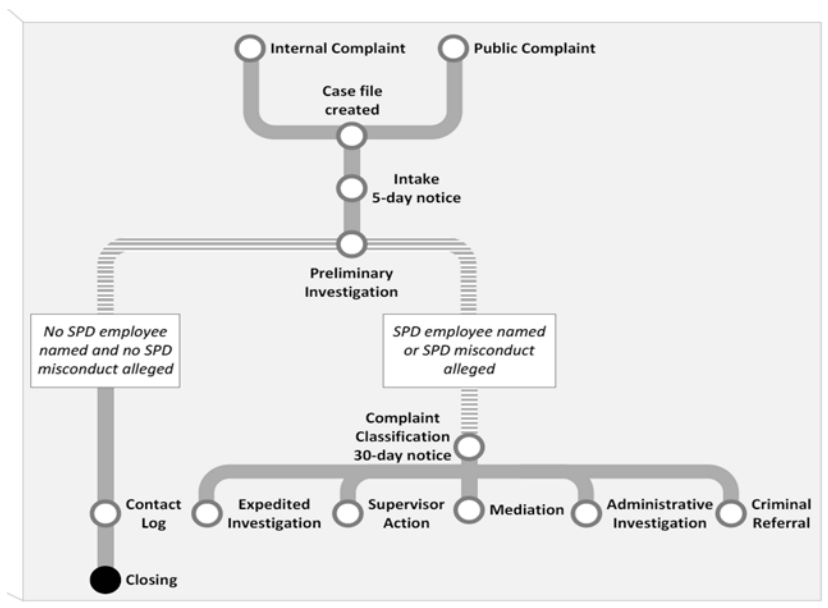 Internal Complaint
Public Complaint
Case file
created
Intake
5-day notice
Preliminary
Investigation
No SPD employee
named and no SPD
misconduct alleged
SPD employee named
or SPD misconduct
alleged
Complaint
Classification
30-day notice
Contact
Log
Expedited
Investigation
Supervisor
Action
Mediation
Administrative
Investigation
Criminal
Referral
Closing